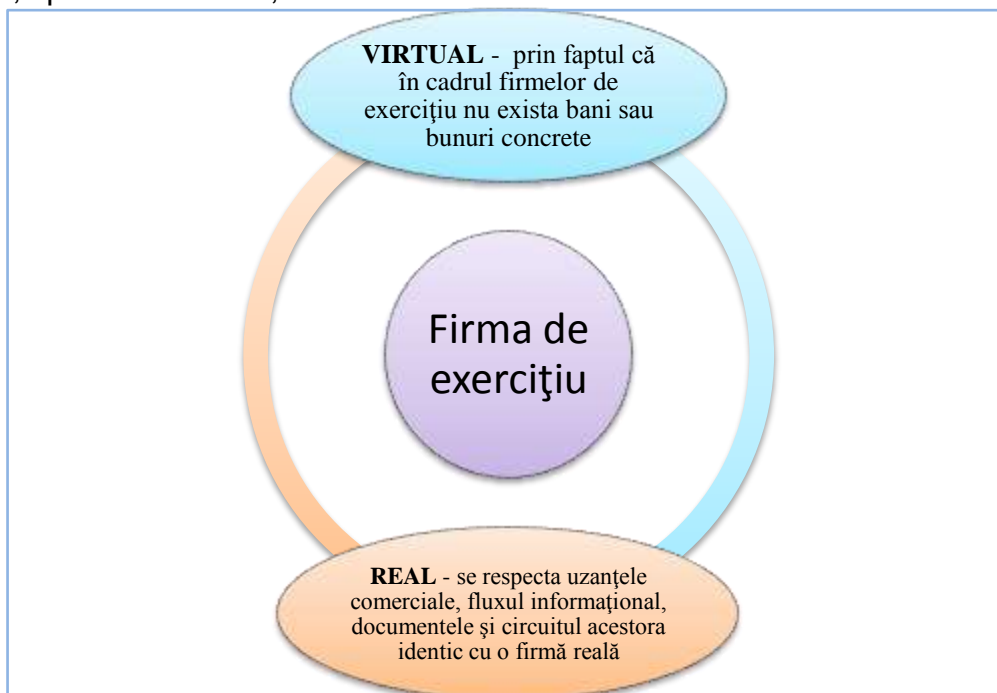 VIRTUAL - prin faptul că
în cadrul firmelor de
exerciţiu nu exista bani sau
bunuri concrete
Firma de
exerciţiu
REAL - se respecta uzanţele
comerciale, fluxul informaţional,
documentele şi circuitul acestora
identic cu o firmă reală